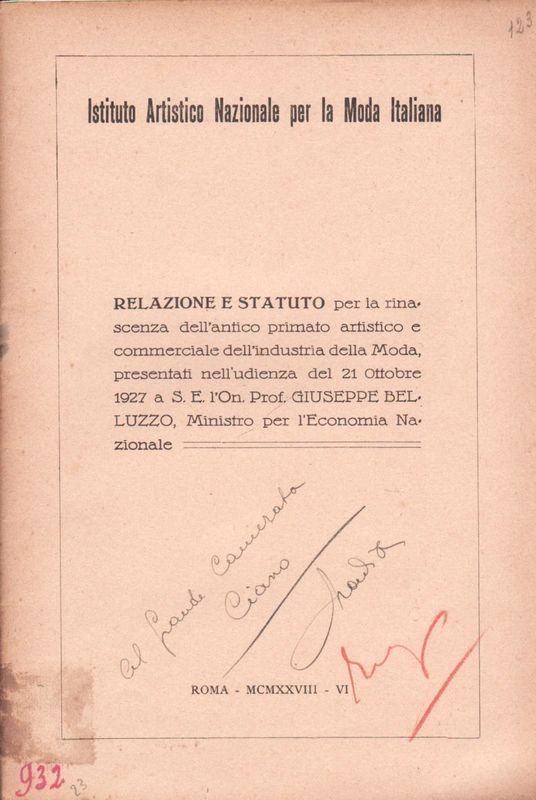 123
Istituto Artistico Nazionale per la Moda Italiana
RELAZIONE E STATUTO per la rina-
scenza dell'antico primato artistico e
commerciale dell'industria della Moda,
presentati nell'udienza del 21 Ottobre
1927 a S. E. l'On. Prof. GIUSEPPE BEL-
LUZZO, Ministro per l'Economia Na-
zionale
Al grande Camerata
Ciano
ROMA - MCMXXVIII - VI
932
23